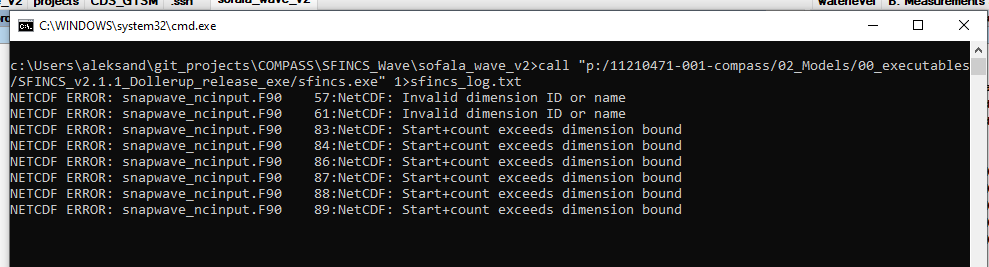 projects
CDS_GTSM
.ssh
sofala_wave_v2
waterlevel
B. Measurements
C:\WINDOWS\system32\cmd.exe
c:\Users\aleksand\git_projects\COMPASS\SFINCS_Wave\sofala_wave_v2>call "p:/11210471-001-compass/02_Models/00_executables
/SFINCS_v2.1.1_Dollerup_release_exe/sfincs.exe" 1>sfincs_log.txt
NETCDF ERROR: snapwave_ncinput.F90    57:NetCDF: Invalid dimension ID or name
NETCDF ERROR: snapwave_ncinput.F90    61:NetCDF: Invalid dimension ID or name
NETCDF ERROR: snapwave_ncinput.F90    83:NetCDF: Start+count exceeds dimension bound
NETCDF ERROR: snapwave_ncinput.F90    84:NetCDF: Start+count exceeds dimension bound
NETCDF ERROR: snapwave_ncinput.F90    86:NetCDF: Start+count exceeds dimension bound
NETCDF ERROR: snapwave_ncinput.F90    87:NetCDF: Start+count exceeds dimension bound
NETCDF ERROR: snapwave_ncinput.F90    88:NetCDF: Start+count exceeds dimension bound
NETCDF ERROR: snapwave_ncinput.F90    89:NetCDF: Start+count exceeds dimension bound